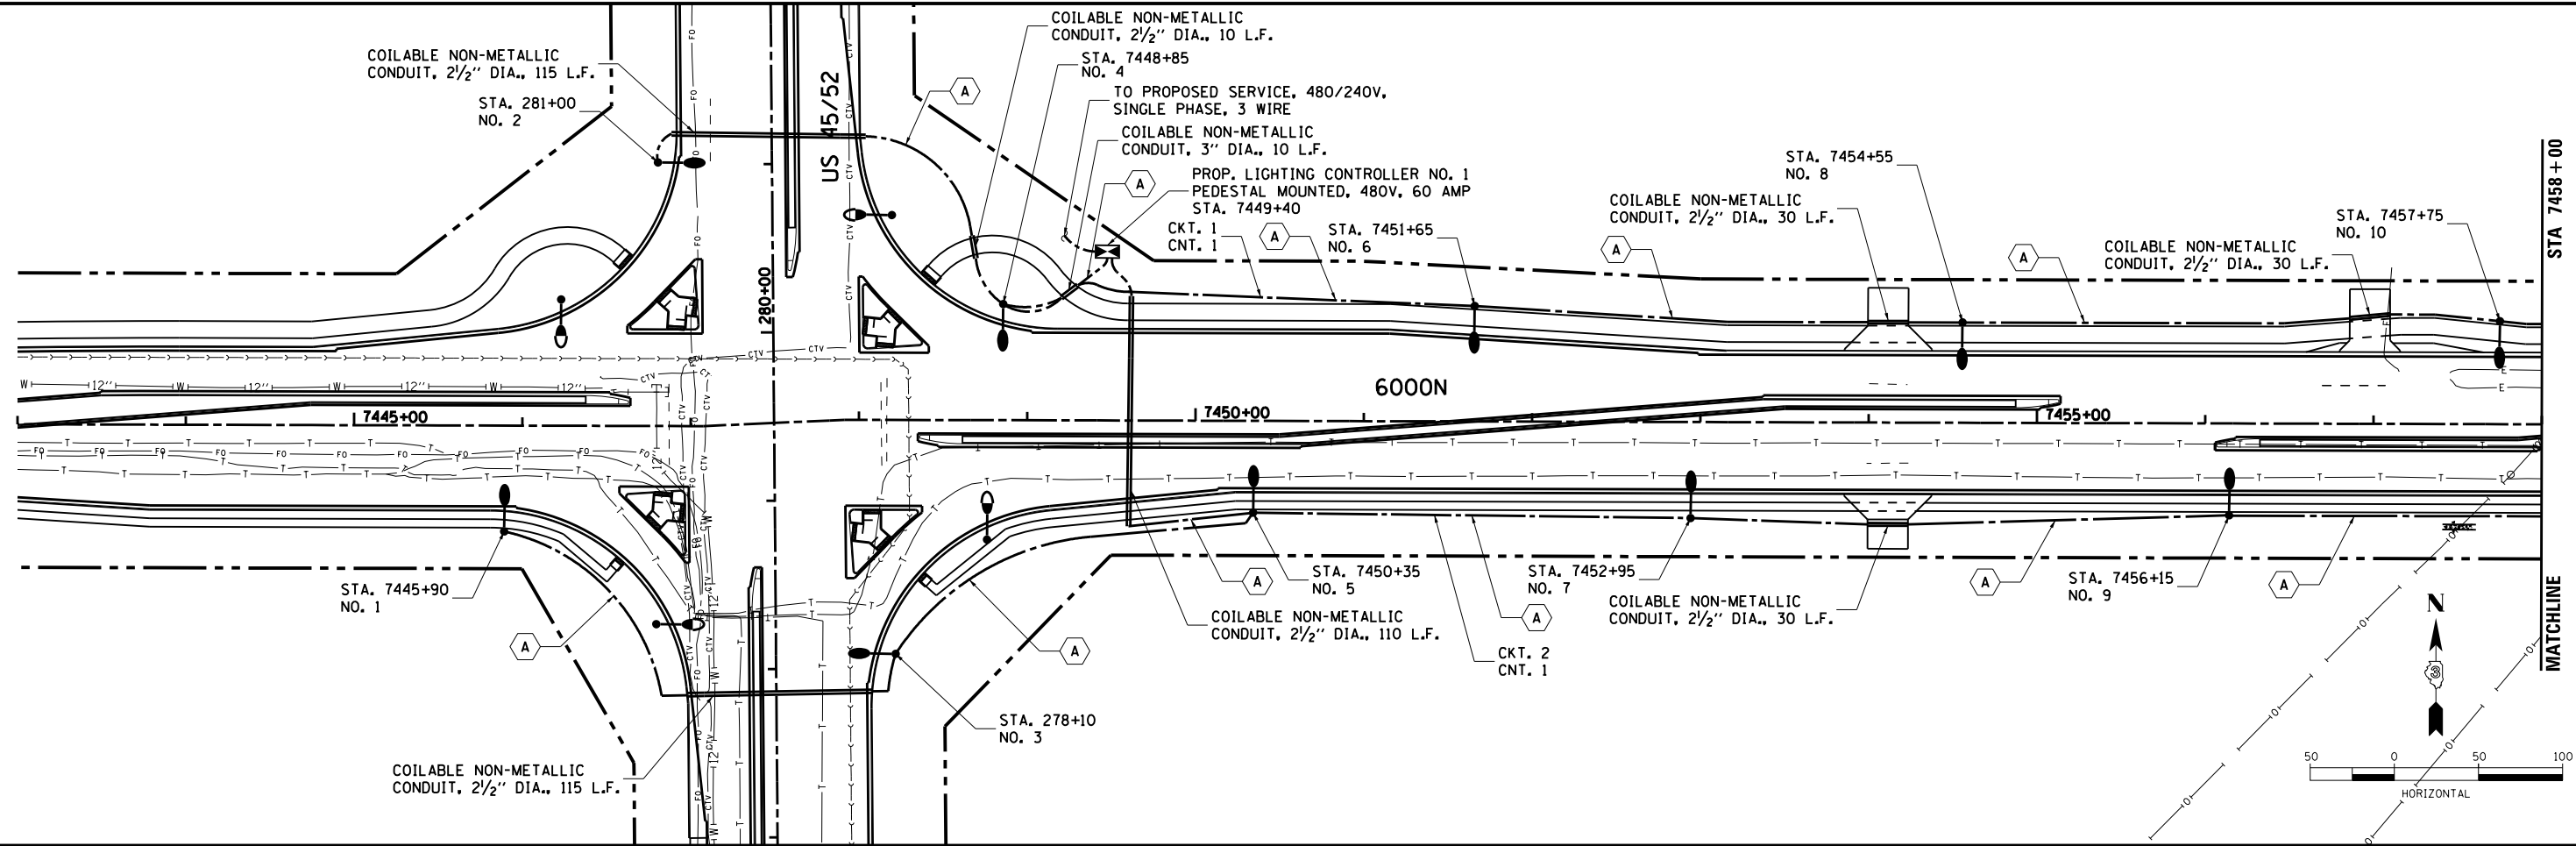 COILABLE NON-METALLIC
CONDUIT, 2½" DIA., 10 L.F.
STA. 7448+85
NO. 4
COILABLE NON-METALLIC
CONDUIT, 2½" DIA., 115 L.F.
STA. 281+00
NO. 2
A
TO PROPOSED SERVICE, 480/240V,
SINGLE PHASE, 3 WIRE
COILABLE NON-METALLIC
CONDUIT, 3" DIA., 10 L.F.
PROP. LIGHTING CONTROLLER NO. 1
PEDESTAL MOUNTED, 480V, 60 AMP
STA. 7449+40
A
US 45/52
CKT. 1
CNT. 1
A
STA. 7451+65
NO. 6
STA. 7454+55
NO. 8
COILABLE NON-METALLIC
CONDUIT, 2½" DIA., 30 L.F.
A
A
STA. 7457+75
NO. 10
COILABLE NON-METALLIC
CONDUIT, 2½" DIA., 30 L.F.
STA 7458+00
280+00
6000N
7445+00
7450+00
7455+00
W 12" W 12" W 12" W 12"
STA. 7445+90
NO. 1
A
COILABLE NON-METALLIC
CONDUIT, 2½" DIA., 115 L.F.
STA. 278+10
NO. 3
A
A
STA. 7450+35
NO. 5
COILABLE NON-METALLIC
CONDUIT, 2½" DIA., 110 L.F.
STA. 7452+95
NO. 7
A
CKT. 2
CNT. 1
COILABLE NON-METALLIC
CONDUIT, 2½" DIA., 30 L.F.
A
STA. 7456+15
NO. 9
A
MATCHLINE
N
3
50 0 50 100
HORIZONTAL